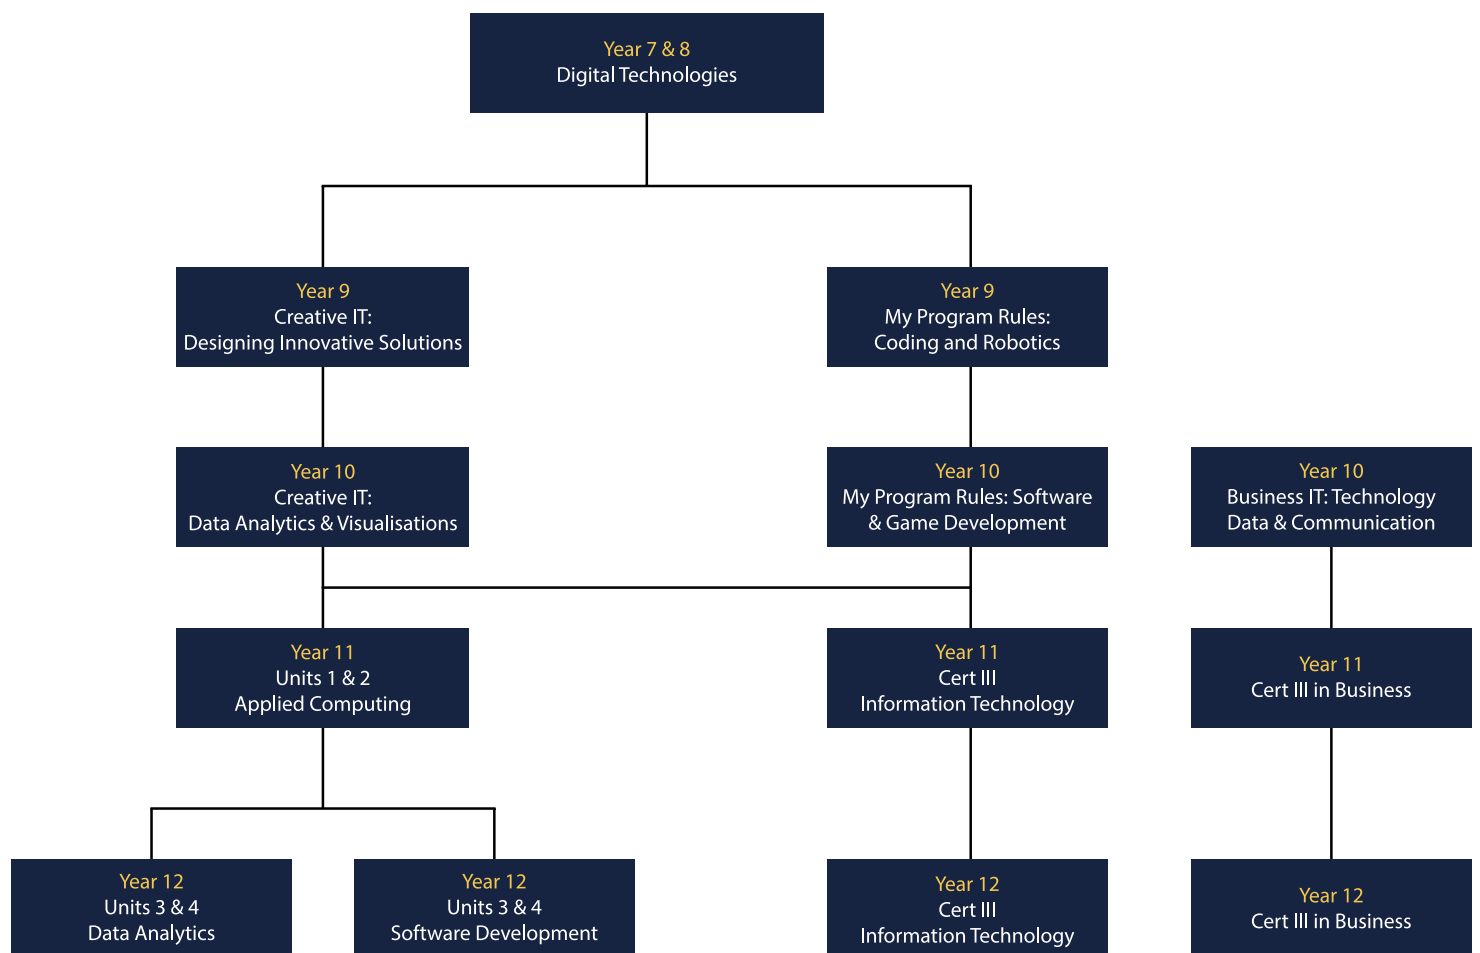 Year 7 & 8
Digital Technologies
Year 9
Creative IT:
Designing Innovative Solutions
Year 9
My Program Rules:
Coding and Robotics
Year 10
Creative IT:
Data Analytics & Visualisations
Year 10
My Program Rules: Software
& Game Development
Year 10
Business IT: Technology
Data & Communication
Year 11
Units 1 & 2
Applied Computing
Year 11
Cert III
Information Technology
Year 11
Cert III in Business
Year 12
Units 3 & 4
Data Analytics
Year 12
Units 3 & 4
Software Development
Year 12
Cert III
Information Technology
Year 12
Cert III in Business